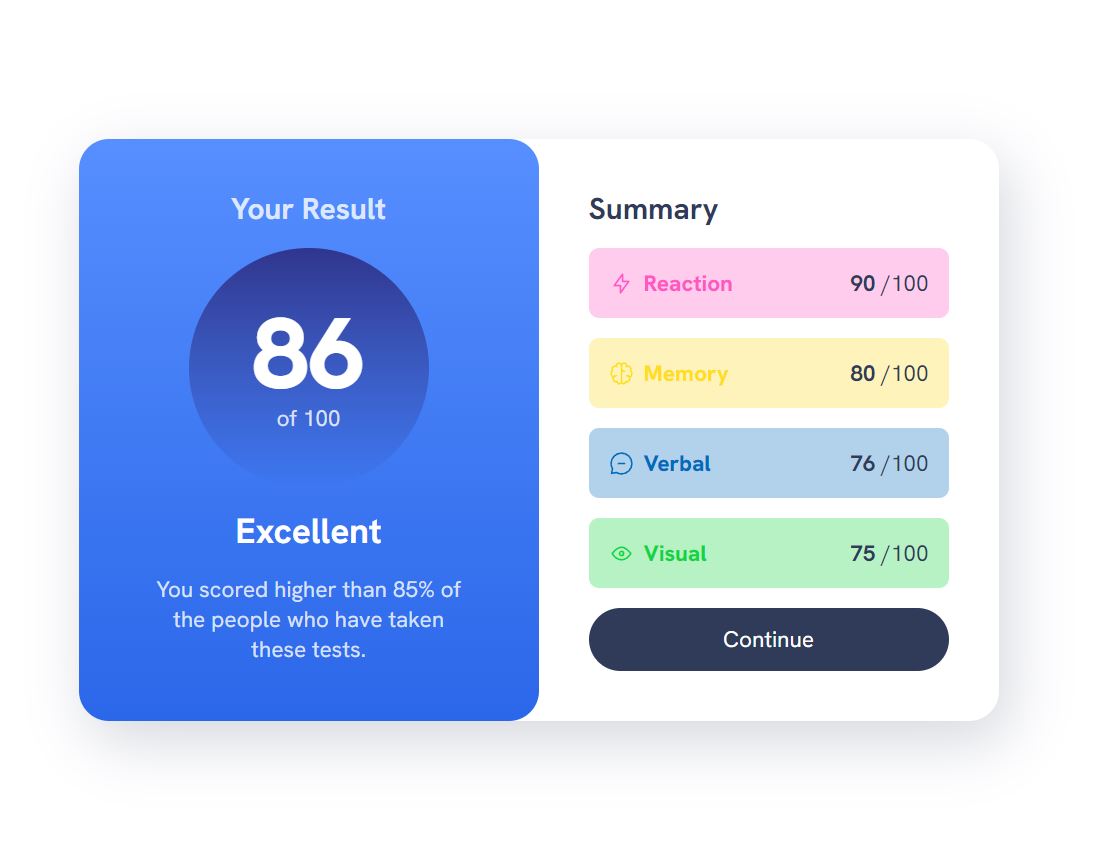 Your Result
86
of 100
Excellent
You scored higher than 85% of
the people who have taken
these tests.
Summary
Reaction 90 /100
Memory 80 /100
Verbal 76 /100
Visual 75 /100
Continue